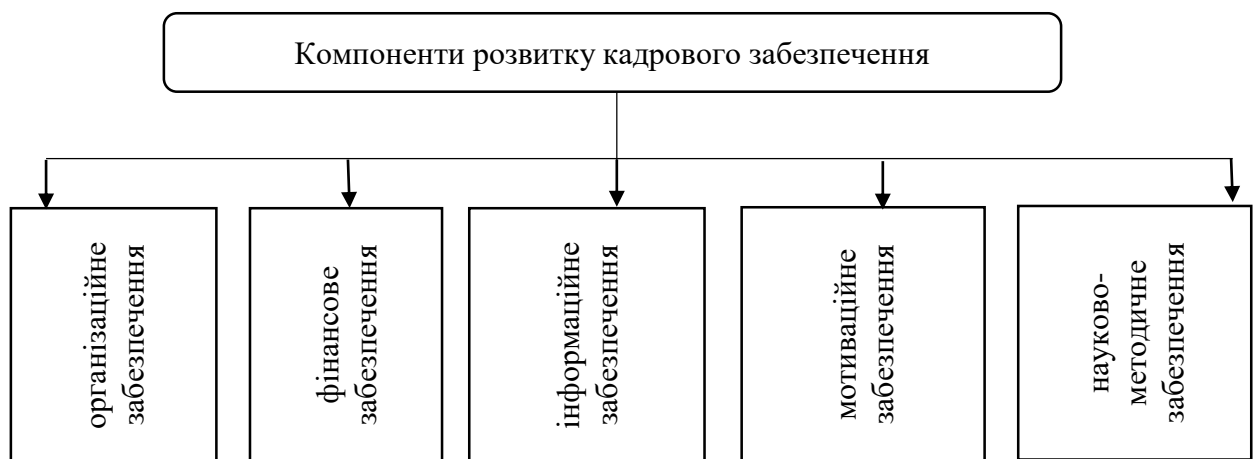 Компоненти розвитку кадрового забезпечення
організаційне
забезпечення
фінансове
забезпечення
інформаційне
забезпечення
мотиваційне
забезпечення
науково-
методичне
забезпечення